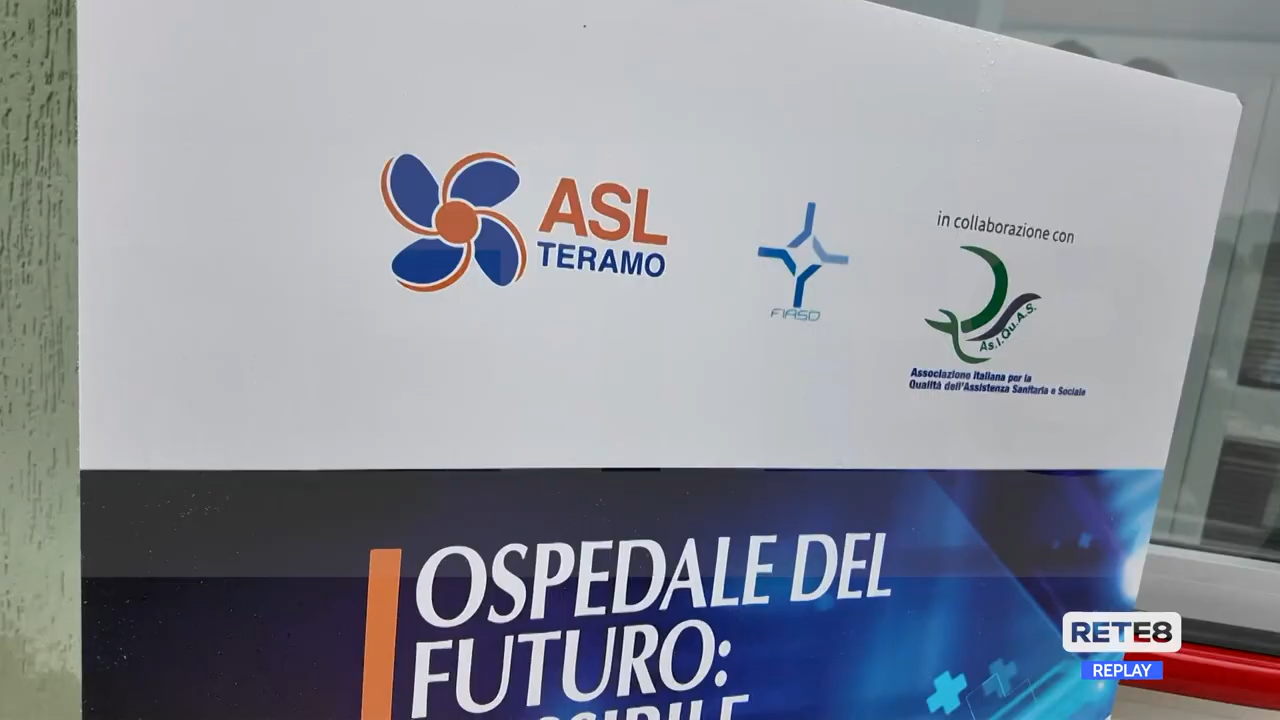 ASL
TERAMO
FIASO
in collaborazione con
As.I.Qu.A.S.
Associazione Italiana per la
Qualità dell'Assistenza Sanitaria e Sociale
OSPEDALE DEL
FUTURO:
RETE8
REPLAY